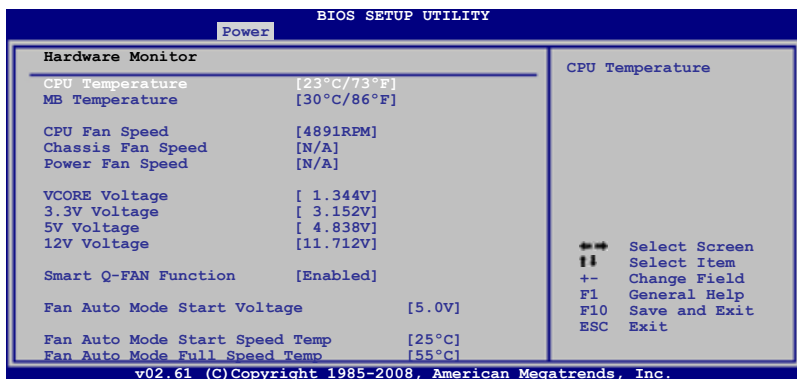 BIOS SETUP UTILITY
Power
Hardware Monitor
CPU Temperature [23°C/73°F]
MB Temperature [30°C/86°F]
CPU Fan Speed [4891RPM]
Chassis Fan Speed [N/A]
Power Fan Speed [N/A]
VCORE Voltage [ 1.344V]
3.3V Voltage [ 3.152V]
5V Voltage [ 4.838V]
12V Voltage [11.712V]
Smart Q-FAN Function [Enabled]
Fan Auto Mode Start Voltage [5.0V]
Fan Auto Mode Start Speed Temp [25°C]
Fan Auto Mode Full Speed Temp [55°C]
CPU Temperature
←→ Select Screen
↑↓ Select Item
+- Change Field
F1 General Help
F10 Save and Exit
ESC Exit
v02.61 (C)Copyright 1985-2008, American Megatrends, Inc.